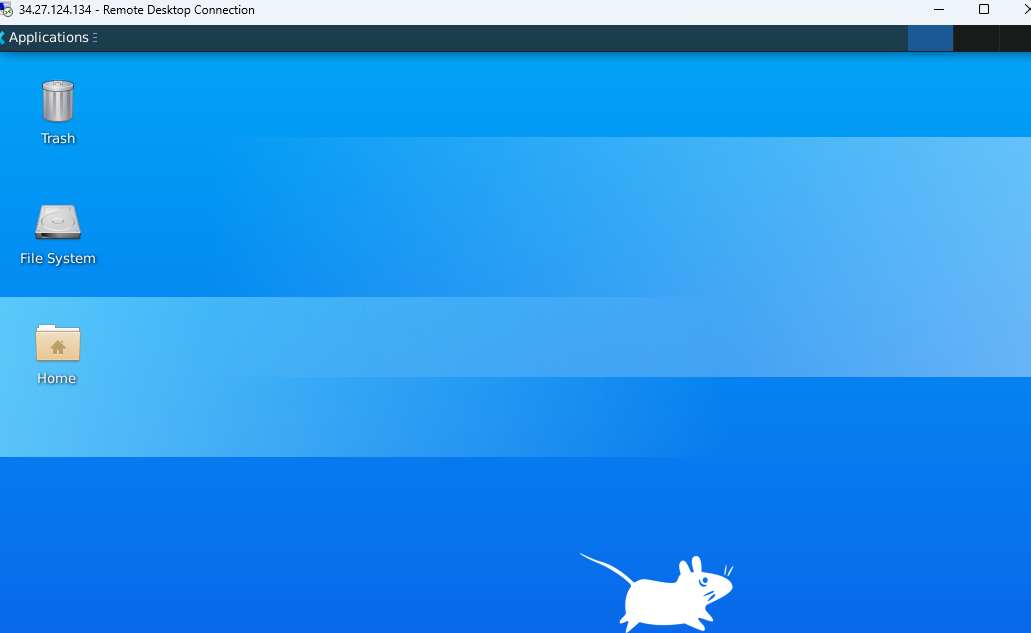 34.27.124.134 - Remote Desktop Connection
Applications
Trash
File System
Home